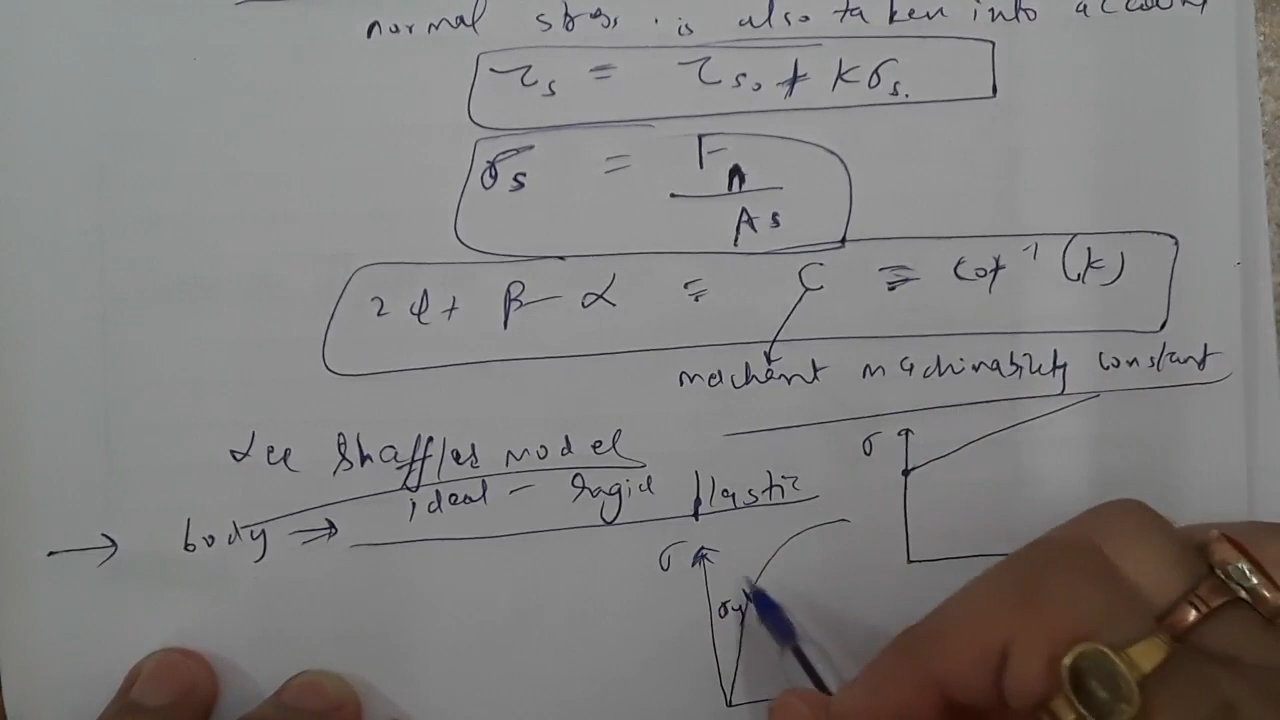 normal stress is also taken into account
τs = τs₀ + Kσs.
σs = Fn / As
2φ + β - α = C = Cot⁻¹ (k)
merchant machinability constant
Lee Shaffles model
→ body ⇒ ideal - rigid plastic
σ
σ
σy